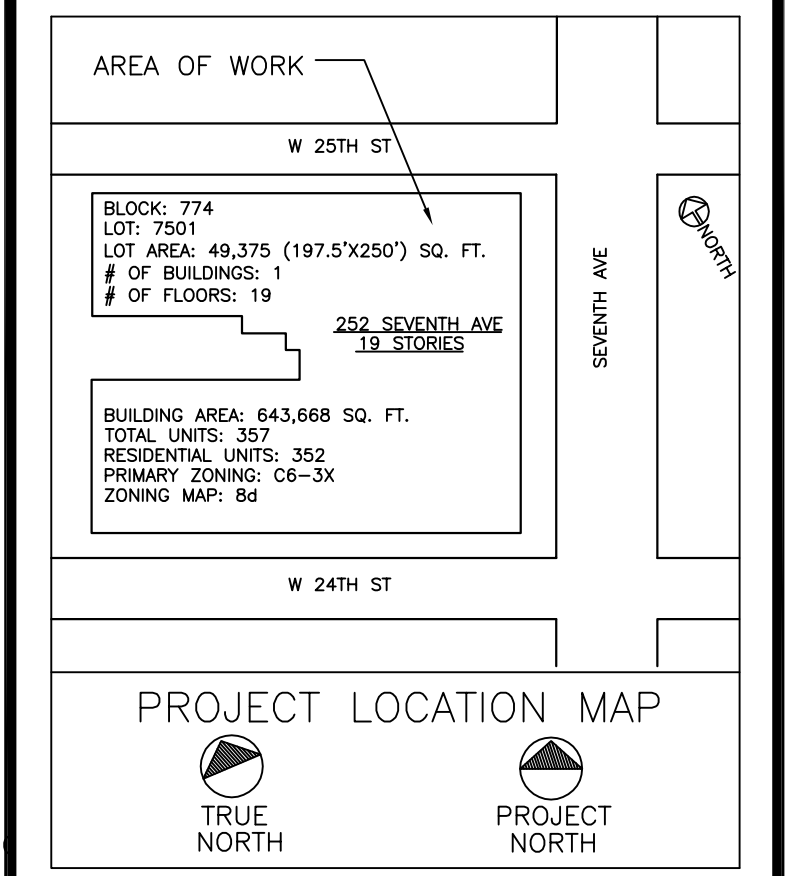 AREA OF WORK
W 25TH ST
BLOCK: 774
LOT: 7501
LOT AREA: 49,375 (197.5'X250') SQ. FT.
# OF BUILDINGS: 1
# OF FLOORS: 19
252 SEVENTH AVE
19 STORIES
BUILDING AREA: 643,668 SQ. FT.
TOTAL UNITS: 357
RESIDENTIAL UNITS: 352
PRIMARY ZONING: C6-3X
ZONING MAP: 8d
SEVENTH AVE
NORTH
W 24TH ST
PROJECT LOCATION MAP
TRUE
NORTH
PROJECT
NORTH